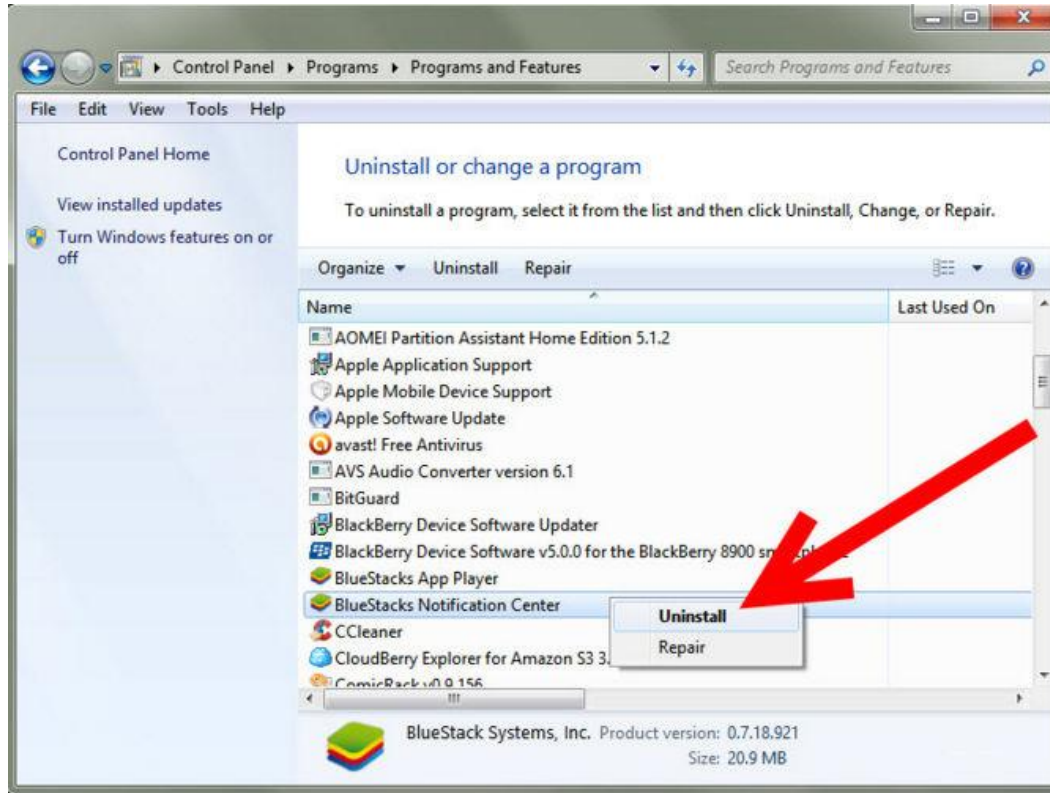 Control Panel Programs Programs and Features Search Programs and Features
File Edit View Tools Help
Control Panel Home
View installed updates
Turn Windows features on or
off
Uninstall or change a program
To uninstall a program, select it from the list and then click Uninstall, Change, or Repair.
Organize Uninstall Repair
Name Last Used On
AOMEI Partition Assistant Home Edition 5.1.2
Apple Application Support
Apple Mobile Device Support
Apple Software Update
avast! Free Antivirus
AVS Audio Converter version 6.1
BitGuard
BlackBerry Device Software Updater
BlackBerry Device Software v5.0.0 for the BlackBerry 8900
BlueStacks App Player
BlueStacks Notification Center
Uninstall
Repair
CCleaner
CloudBerry Explorer for Amazon S3 3.
ComicRack v0.9.156
BlueStack Systems, Inc. Product version: 0.7.18.921
Size: 20.9 MB